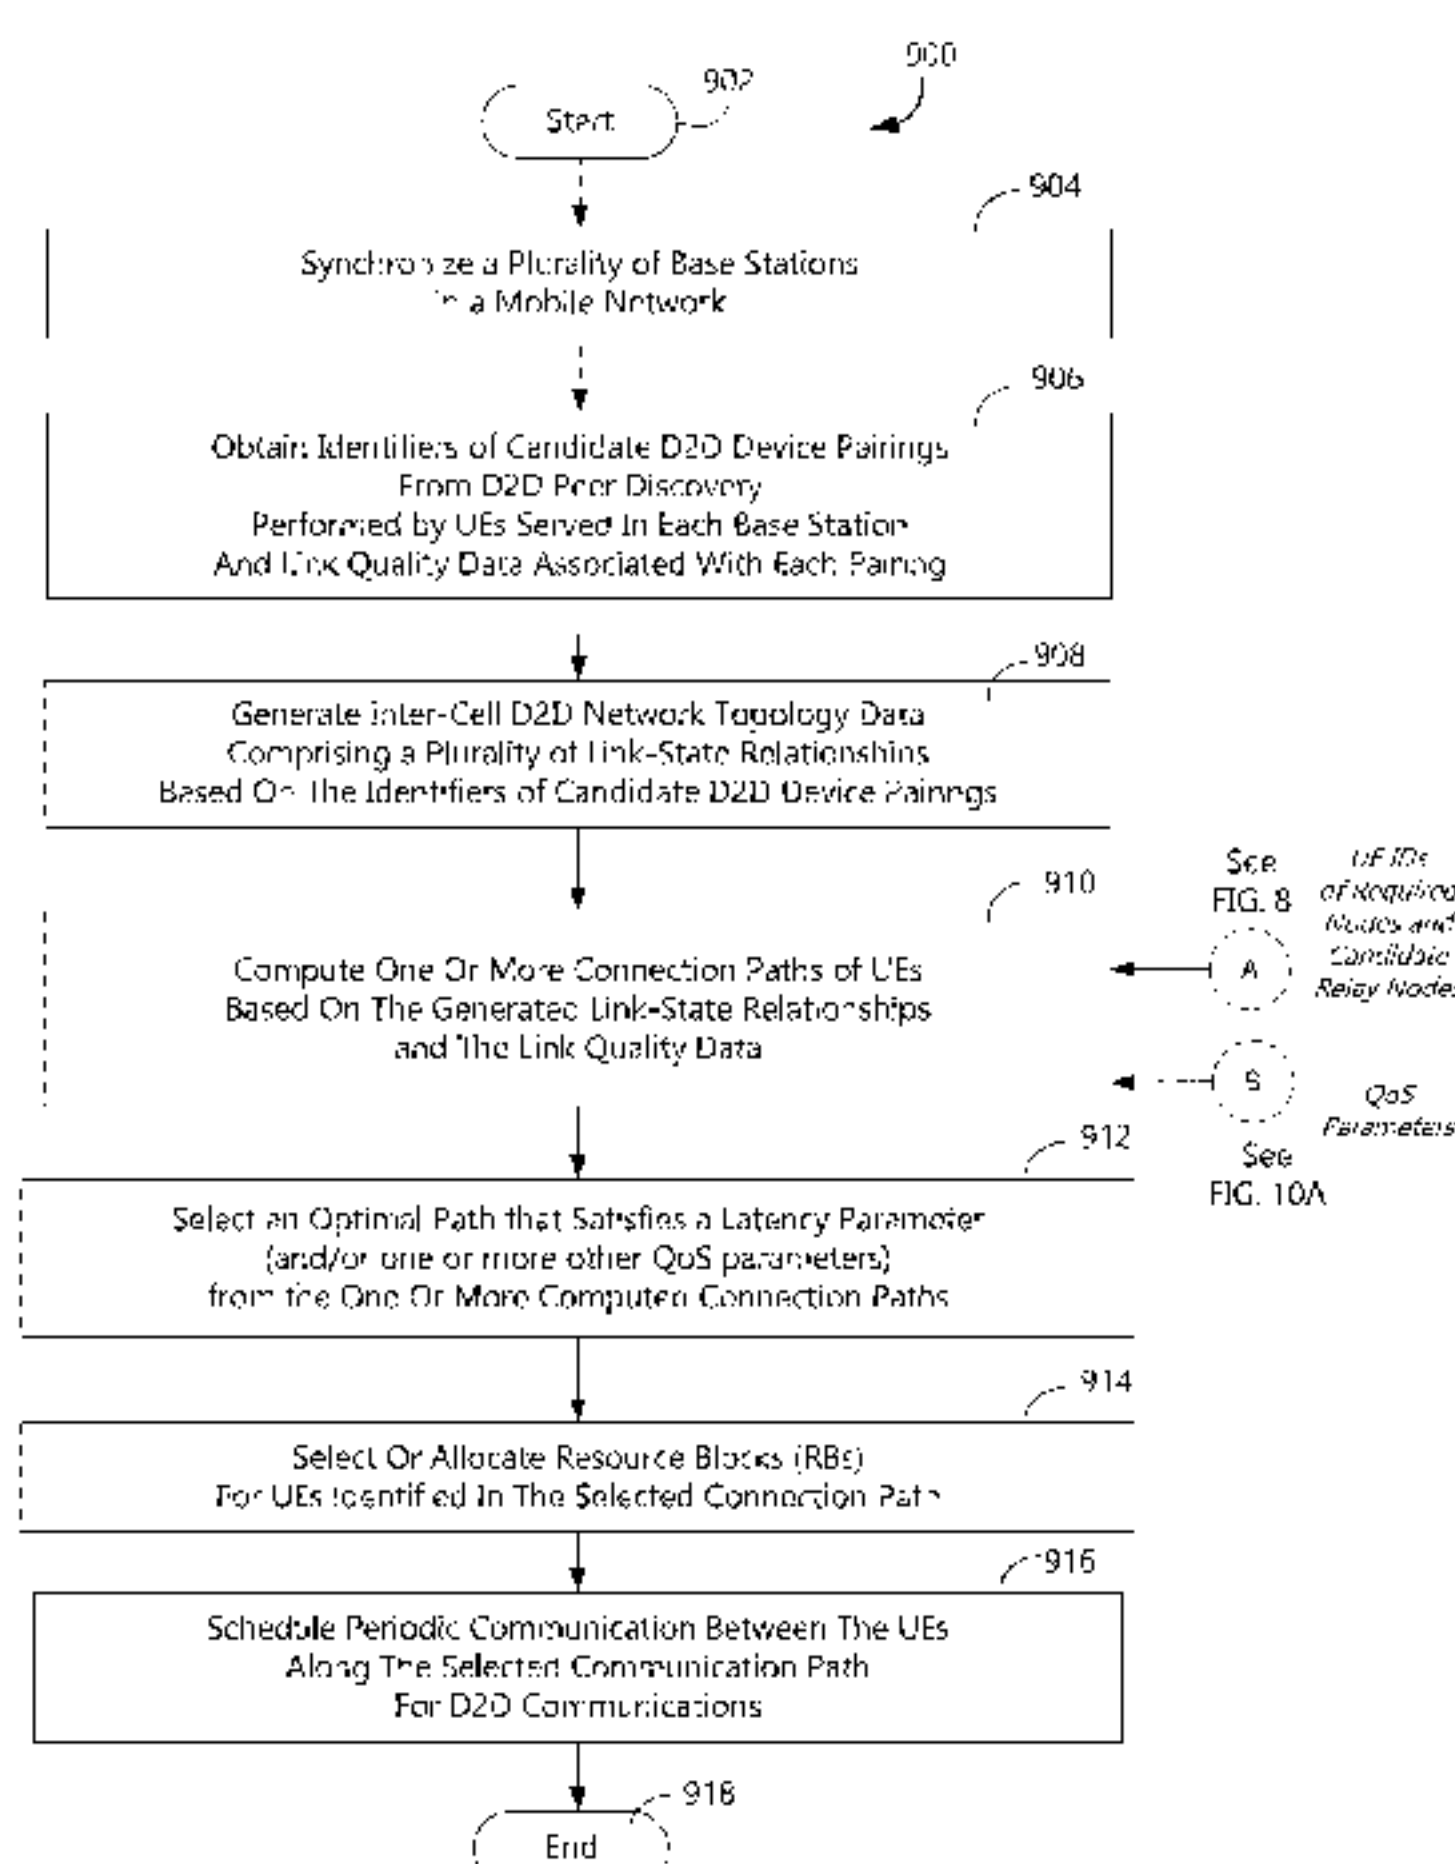 900
902
Start
904
Synchronize a Plurality of Base Stations
in a Mobile Network
906
Obtain Identifiers of Candidate D2D Device Pairings
From D2D Peer Discovery
Performed by UEs Served In Each Base Station
And Link Quality Data Associated With Each Pairing
908
Generate Inter-Cell D2D Network Topology Data
Comprising a Plurality of Link-State Relationships
Based On The Identifiers of Candidate D2D Device Pairings
910
Compute One Or More Connection Paths of UEs
Based On The Generated Link-State Relationships
and The Link Quality Data
See
FIG. 8
A
UE IDs
of Required
Nodes and
Candidate
Relay Nodes
QoS
Parameters
See
FIG. 10A
912
Select an Optimal Path that Satisfies a Latency Parameter
(and/or one or more other QoS parameters)
from the One Or More Computed Connection Paths
914
Select Or Allocate Resource Blocks (RBs)
For UEs Identified In The Selected Connection Path
916
Schedule Periodic Communication Between The UEs
Along The Selected Communication Path
For D2D Communications
918
End